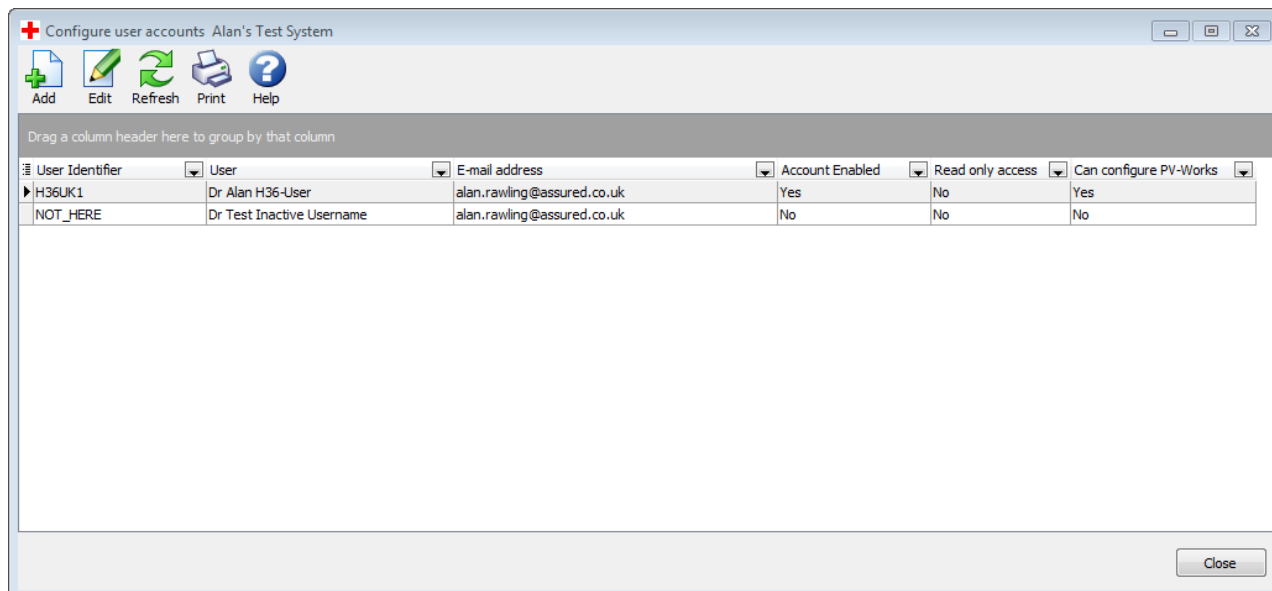 Configure user accounts  Alan's Test System
Add Edit Refresh Print Help
Drag a column header here to group by that column
User Identifier User E-mail address Account Enabled Read only access Can configure PV-Works
H36UK1 Dr Alan H36-User alan.rawling@assured.co.uk Yes No Yes
NOT_HERE Dr Test Inactive Username alan.rawling@assured.co.uk No No No
Close